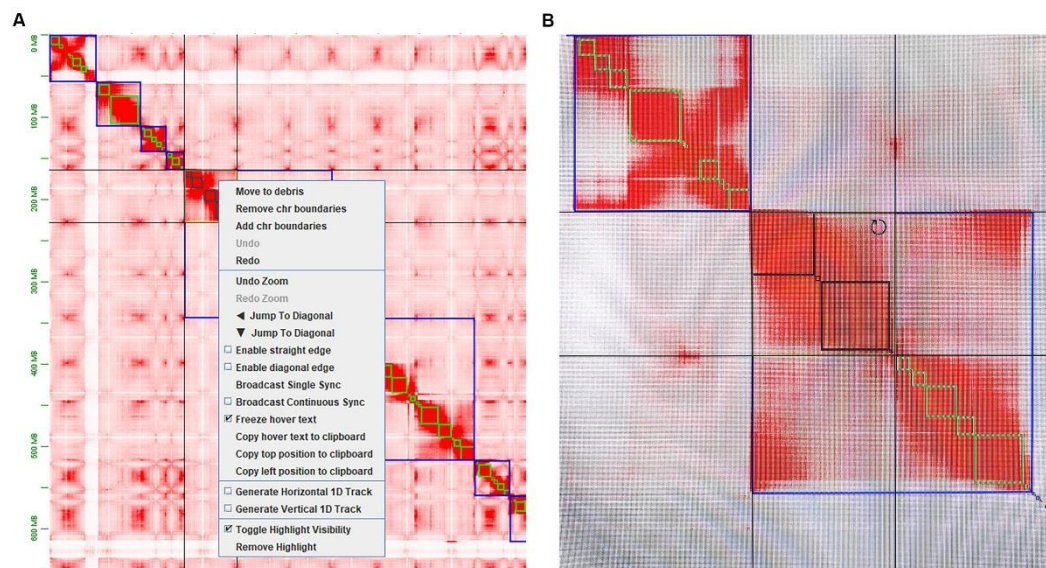 A
B
0 MB
100 MB
200 MB
300 MB
400 MB
500 MB
600 MB
Move to debris
Remove chr boundaries
Add chr boundaries
Undo
Redo
Undo Zoom
Redo Zoom
Jump To Diagonal
Jump To Diagonal
Enable straight edge
Enable diagonal edge
Broadcast Single Sync
Broadcast Continuous Sync
Freeze hover text
Copy hover text to clipboard
Copy top position to clipboard
Copy left position to clipboard
Generate Horizontal 1D Track
Generate Vertical 1D Track
Toggle Highlight Visibility
Remove Highlight